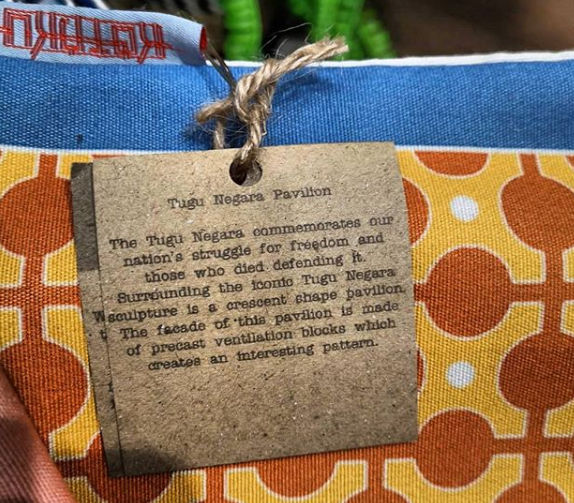 Tugu Negara Pavilion
The Tugu Negara commemorates our
nation's struggle for freedom and
those who died defending it.
Surrounding the iconic Tugu Negara
sculpture is a crescent shape pavilion.
The facade of this pavilion is made
of precast ventilation blocks which
creates an interesting pattern.